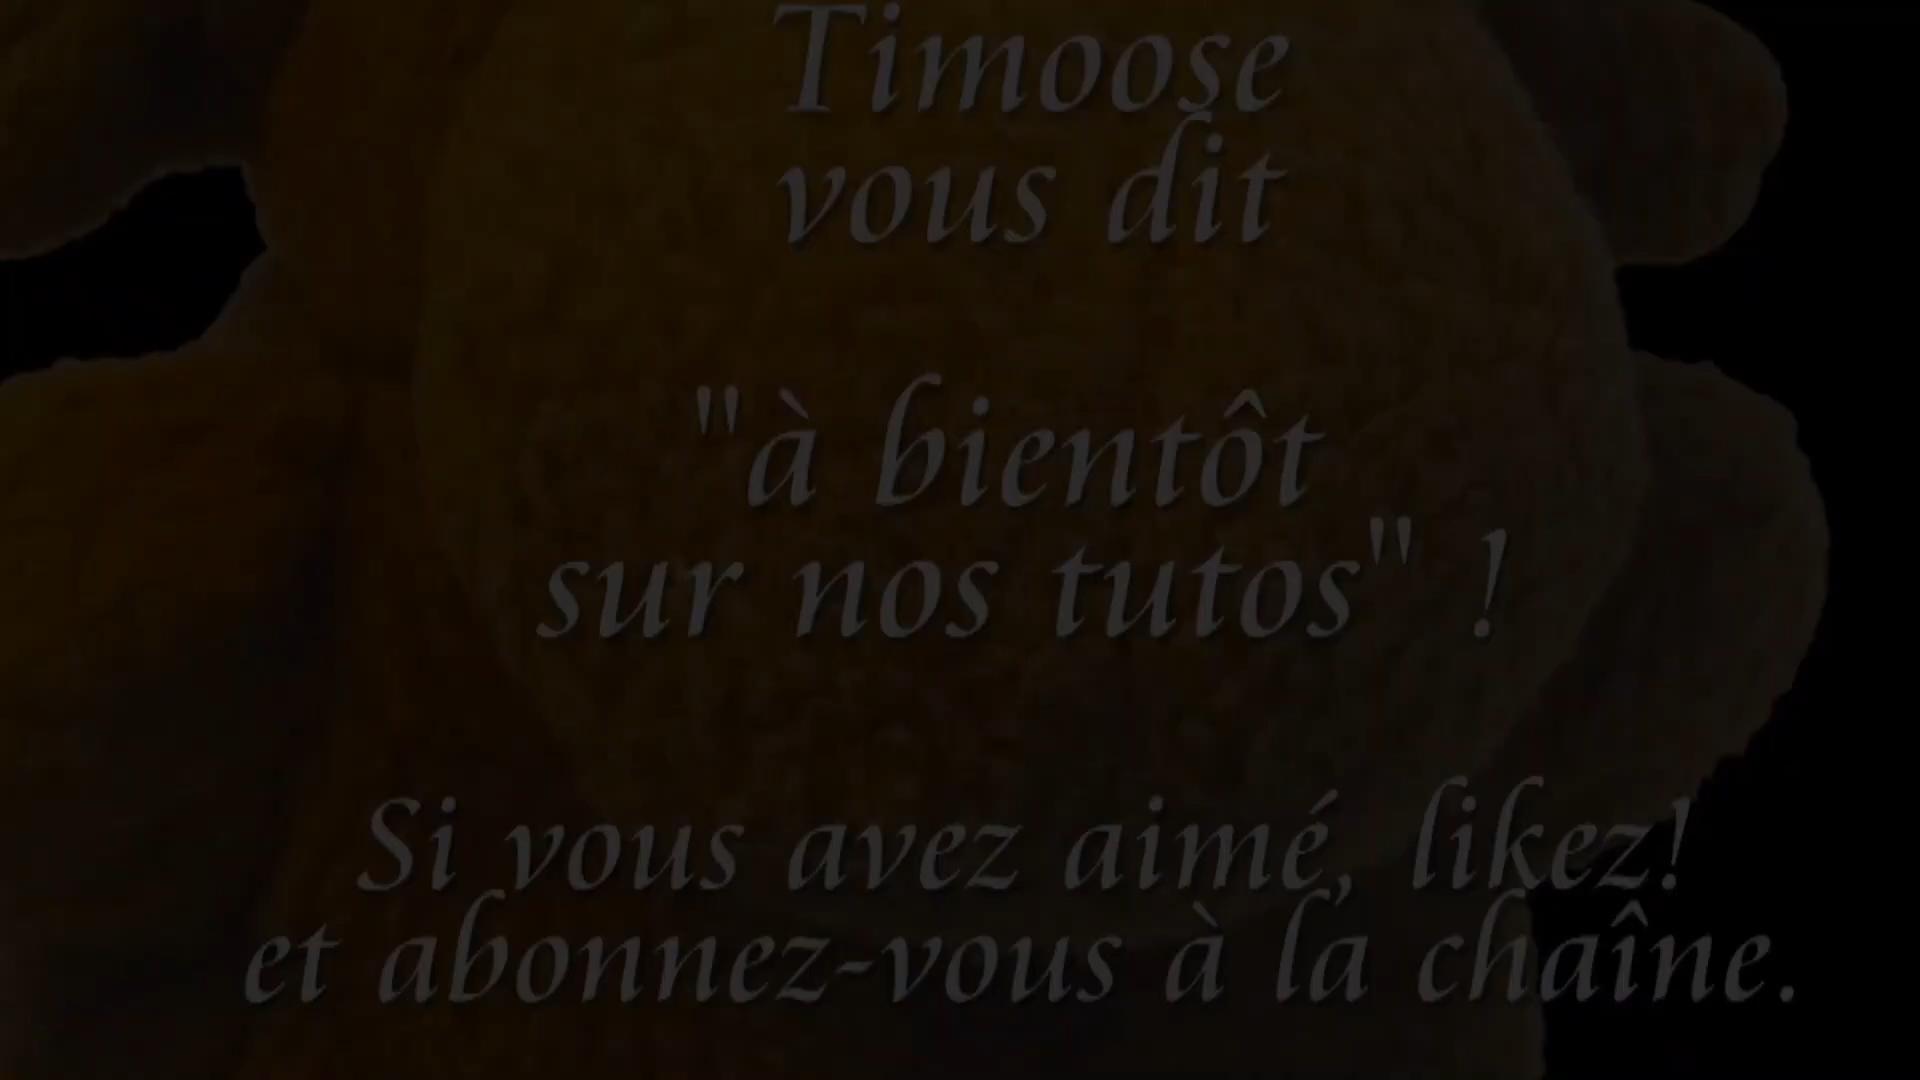 Timoose
vous dit
"à bientôt
sur nos tutos" !
Si vous avez aimé, likez!
et abonnez-vous à la chaîne.